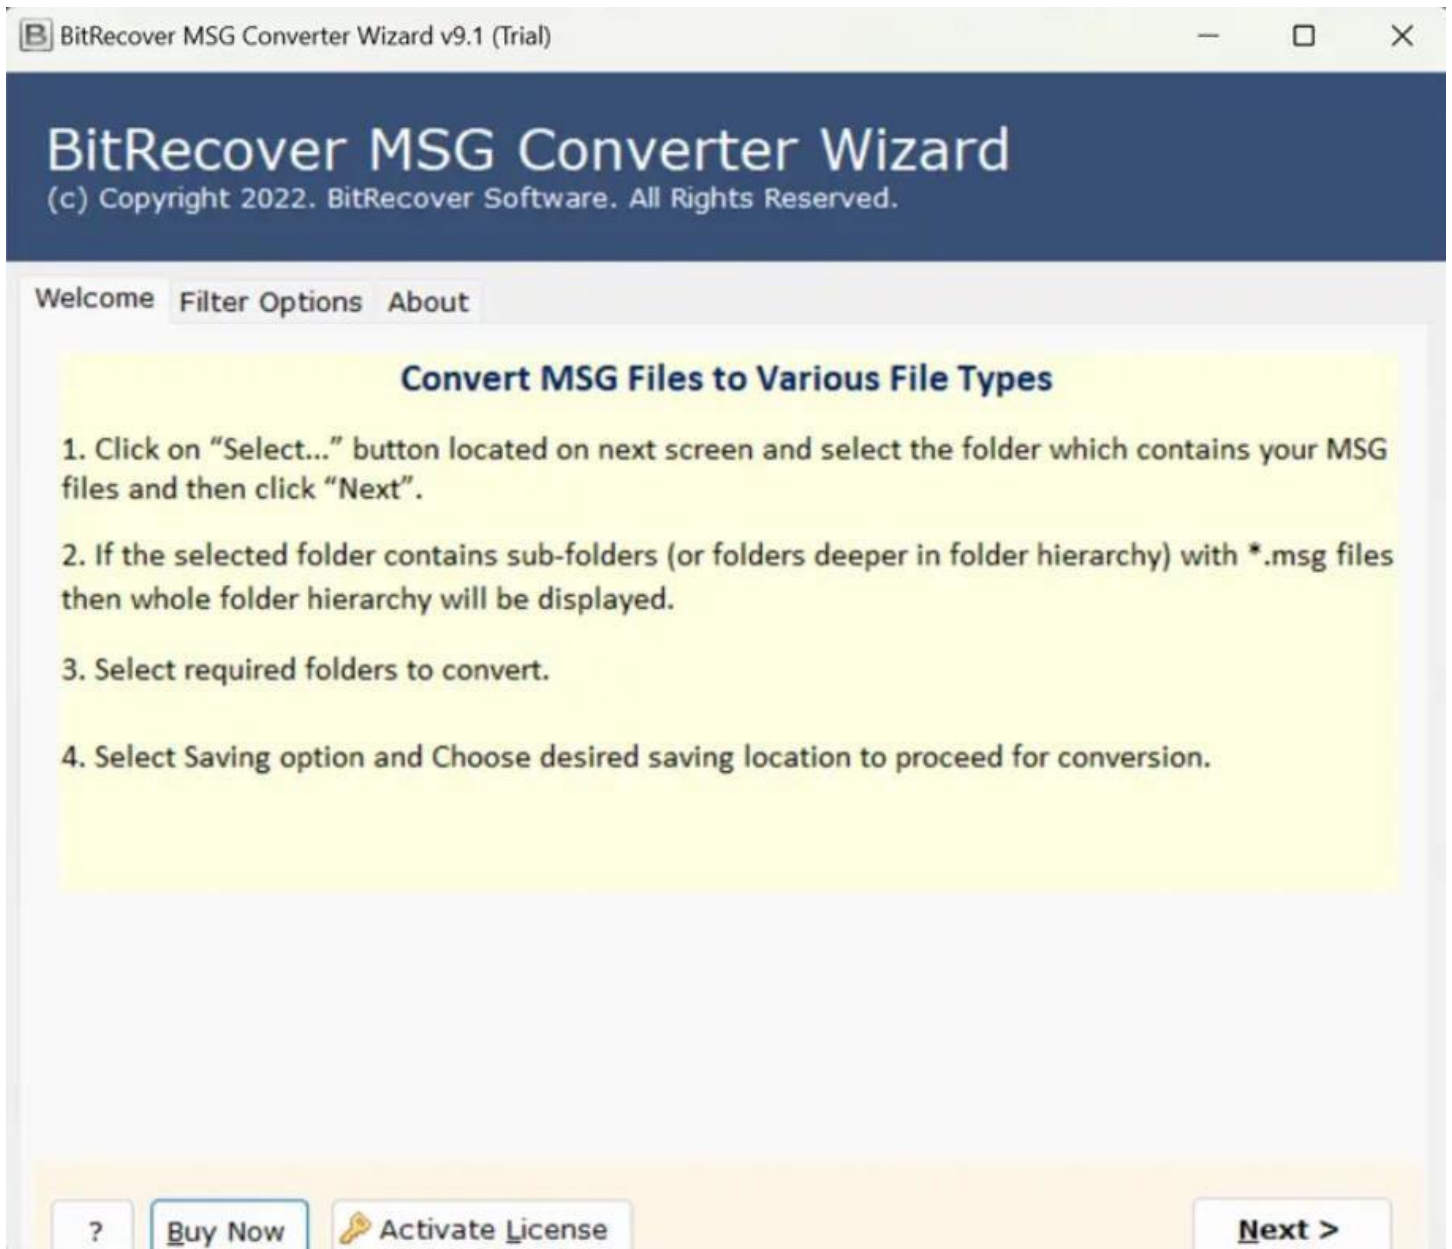 B BitRecover MSG Converter Wizard v9.1 (Trial)
BitRecover MSG Converter Wizard
(c) Copyright 2022. BitRecover Software. All Rights Reserved.
Welcome Filter Options About
Convert MSG Files to Various File Types
1. Click on “Select...” button located on next screen and select the folder which contains your MSG
files and then click “Next”.
2. If the selected folder contains sub-folders (or folders deeper in folder hierarchy) with *.msg files
then whole folder hierarchy will be displayed.
3. Select required folders to convert.
4. Select Saving option and Choose desired saving location to proceed for conversion.
? Buy Now Activate License Next >